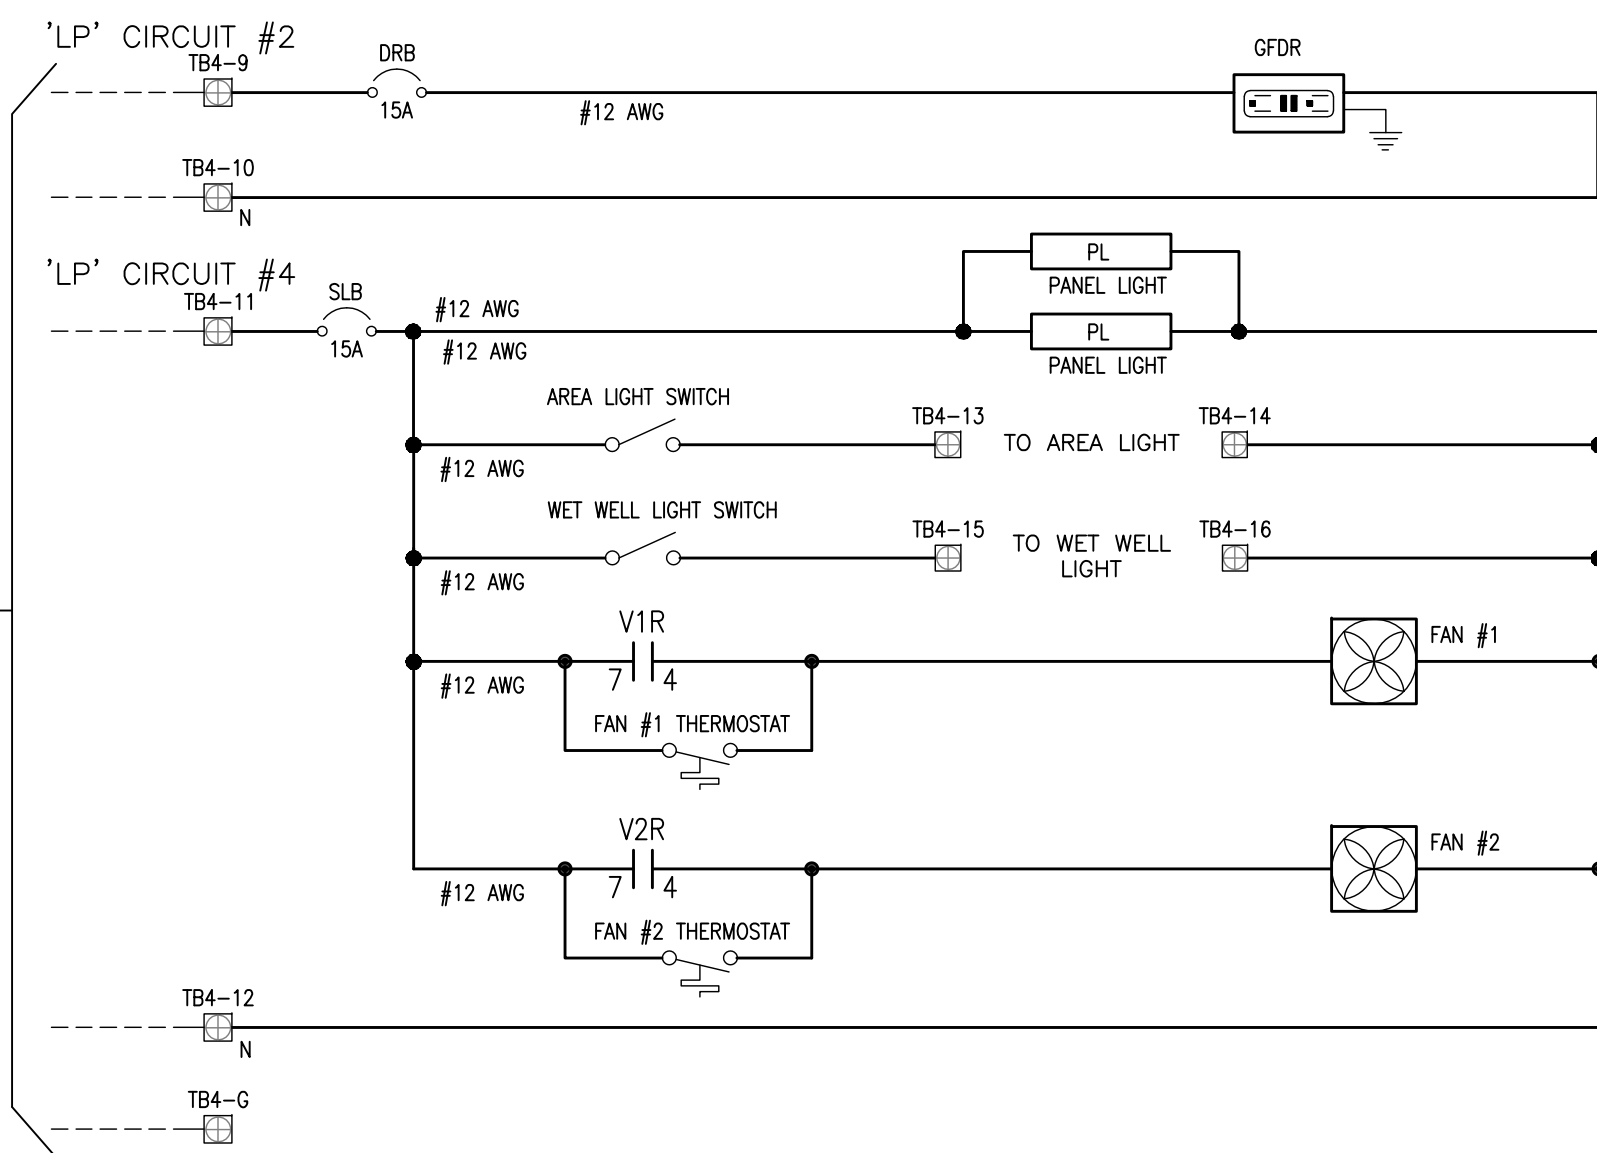 'LP' CIRCUIT #2
TB4-9
DRB
15A
#12 AWG
GFDR
TB4-10
N
'LP' CIRCUIT #4
TB4-11
SLB
15A
#12 AWG
#12 AWG
PL
PANEL LIGHT
PL
PANEL LIGHT
AREA LIGHT SWITCH
#12 AWG
TB4-13
TO AREA LIGHT
TB4-14
WET WELL LIGHT SWITCH
#12 AWG
TB4-15
TO WET WELL
LIGHT
TB4-16
V1R
7 4
#12 AWG
FAN #1 THERMOSTAT
FAN #1
V2R
7 4
#12 AWG
FAN #2 THERMOSTAT
FAN #2
TB4-12
N
TB4-G